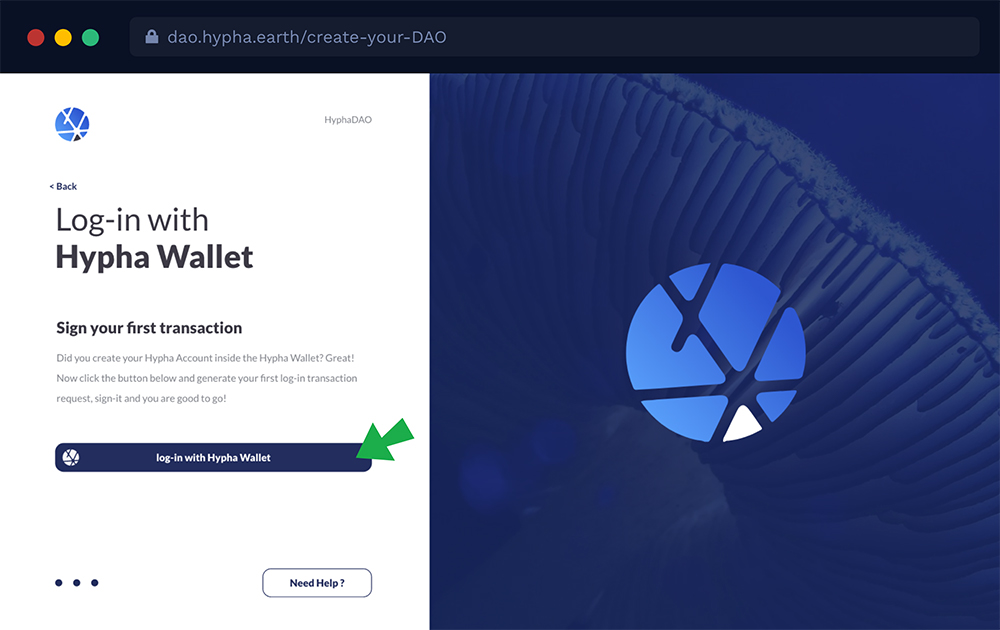 dao.hypha.earth/create-your-DAO
HyphaDAO
< Back
Log-in with
Hypha Wallet
Sign your first transaction
Did you create your Hypha Account inside the Hypha Wallet? Great!
Now click the button below and generate your first log-in transaction
request, sign-it and you are good to go!
log-in with Hypha Wallet
Need Help ?